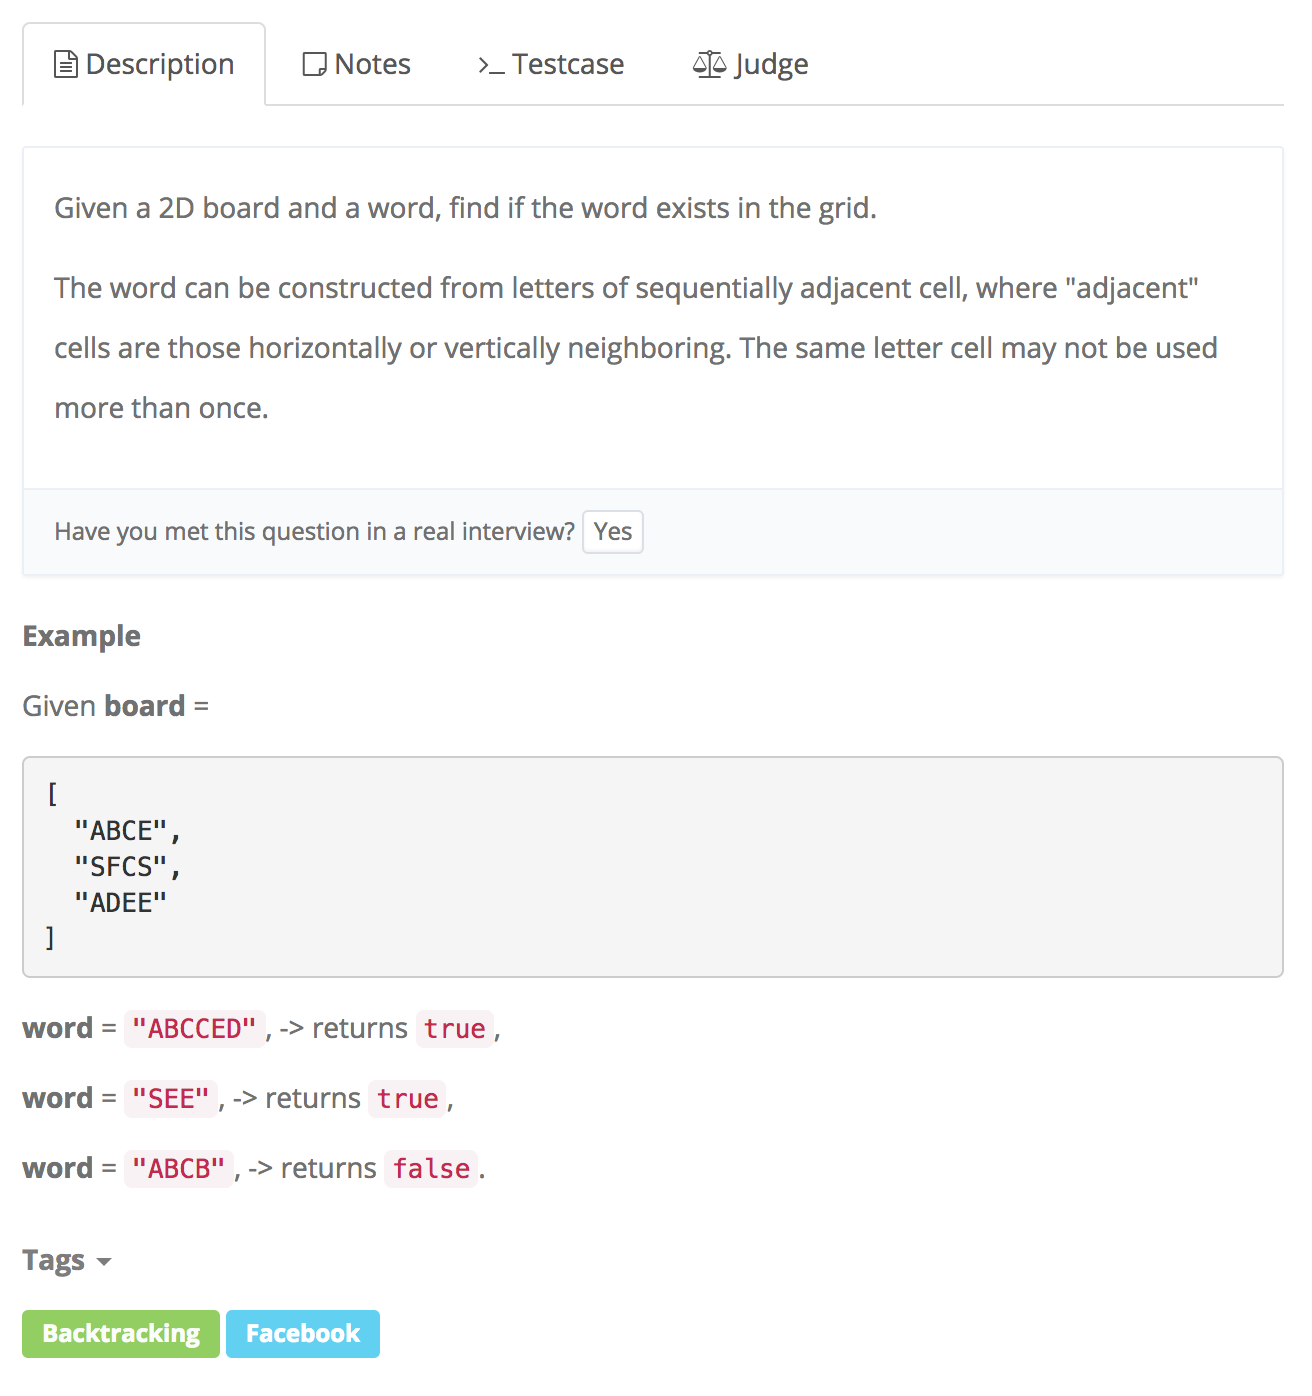 Description Notes >_ Testcase Judge
Given a 2D board and a word, find if the word exists in the grid.
The word can be constructed from letters of sequentially adjacent cell, where "adjacent"
cells are those horizontally or vertically neighboring. The same letter cell may not be used
more than once.
Have you met this question in a real interview? Yes
Example
Given board =
[
"ABCE",
"SFCS",
"ADEE"
]
word = "ABCCED", -> returns true,
word = "SEE", -> returns true,
word = "ABCB", -> returns false.
Tags
Backtracking Facebook